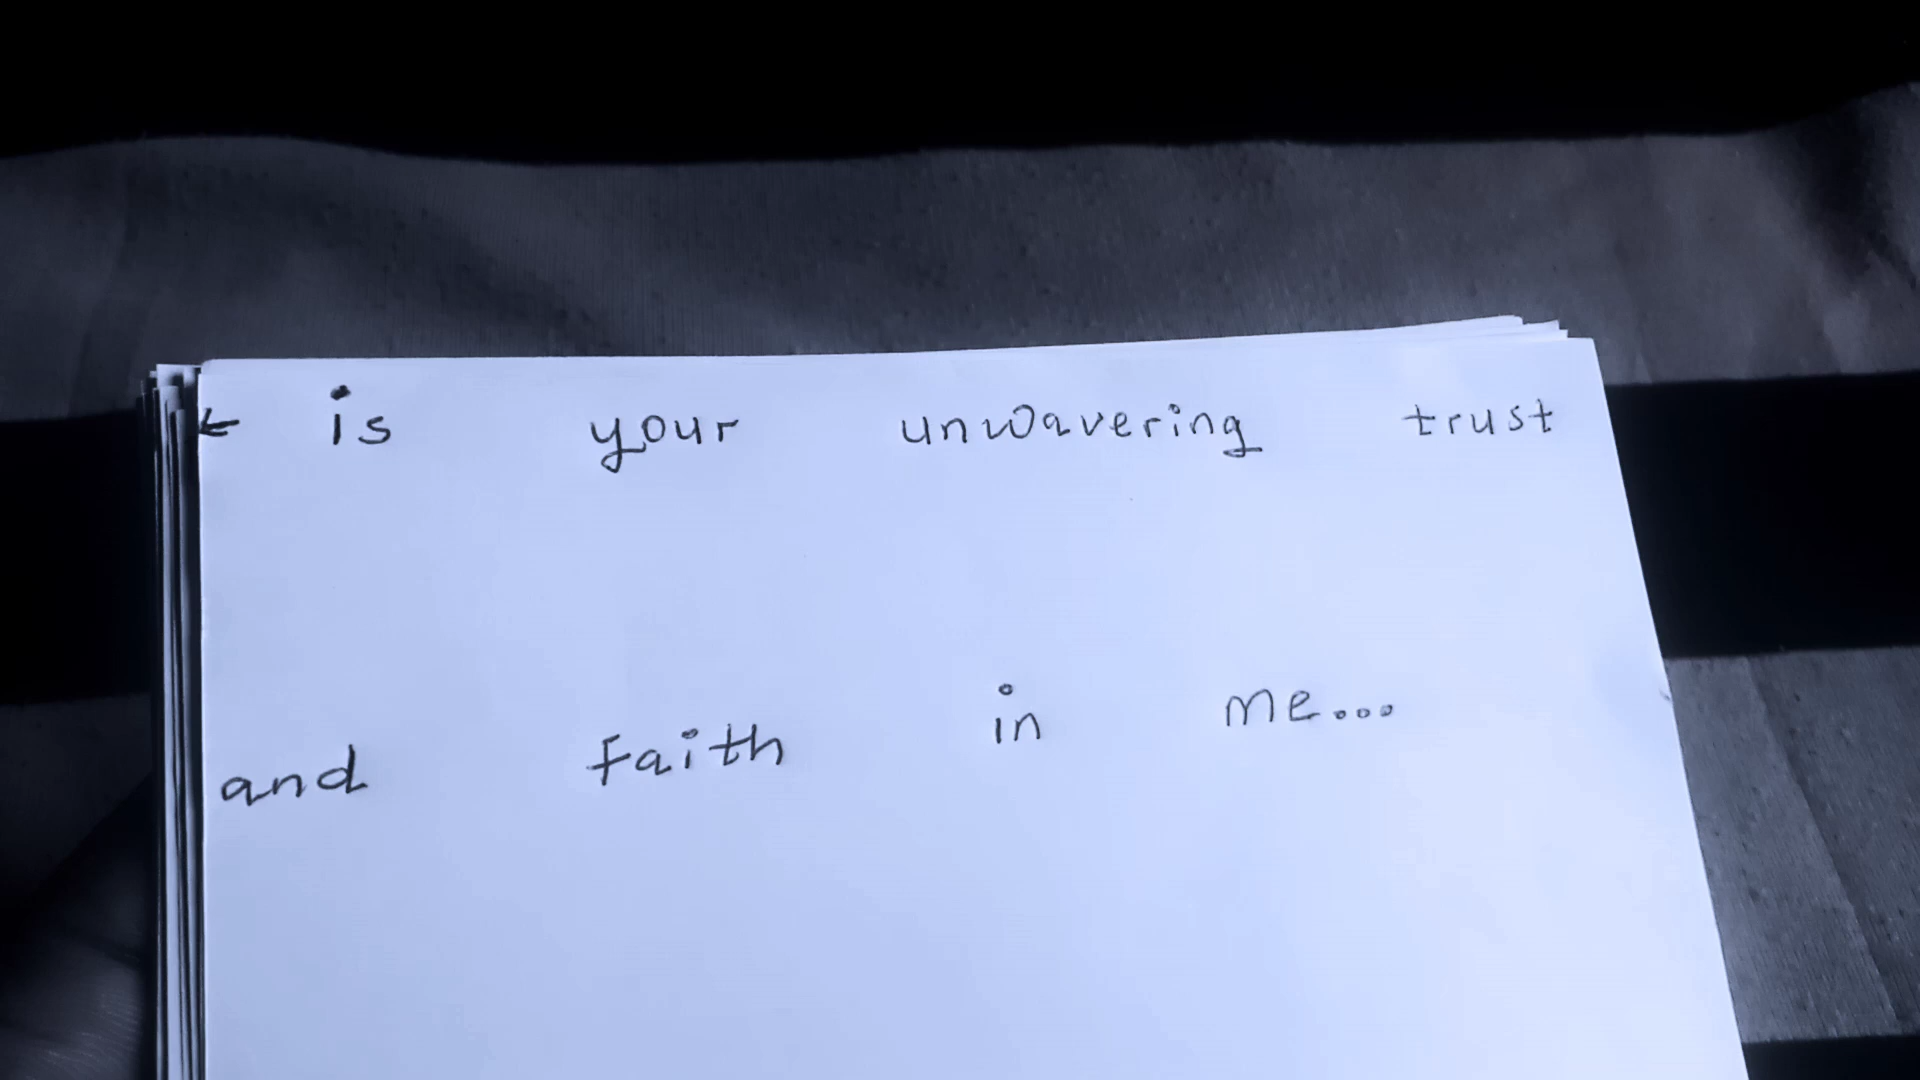 ← is your unwavering trust
and faith in me...